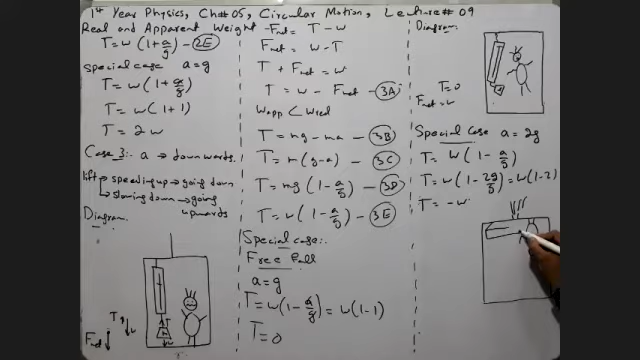 1st Year Physics, Ch#05, Circular Motion, Lecture# 09
Real and Apparent Weight
T = w (1 + a/g) - 2E
Special case a = g
T = w (1 + a/g)
T = w (1 + 1)
T = 2w
Case 3:- a → downwards.
lift → speeding up → going down
→ slowing down → going upwards
Diagram
T, w
Fnet
T
w
-Fnet = T - w
Fnet = w - T
T + Fnet = w
T = w - Fnet - 3A
Wapp < Wreal
T = mg - ma - 3B
T = m (g - a) - 3C
T = mg (1 - a/g) - 3D
T = w (1 - a/g) - 3E
Special case:-
Free Fall
a = g
T = w (1 - a/g) = w (1 - 1)
T = 0
Diagram:
T = 0
Fnet = w
Special Case a = 2g
T = w (1 - a/g)
T = w (1 - 2g/g) = w (1 - 2)
T = - w